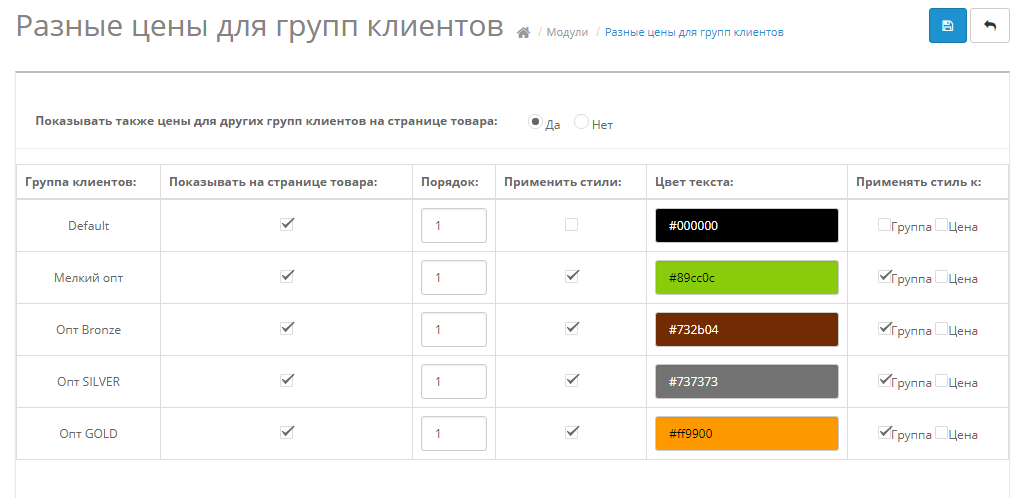 Разные цены для групп клиентов / Модули / Разные цены для групп клиентов
Показывать также цены для других групп клиентов на странице товара: Да Нет
Группа клиентов: Показывать на странице товара: Порядок: Применить стили: Цвет текста: Применять стиль к:
Default 1 #000000 Группа Цена
Мелкий опт 1 #89cc0c Группа Цена
Опт Bronze 1 #732b04 Группа Цена
Опт SILVER 1 #737373 Группа Цена
Опт GOLD 1 #ff9900 Группа Цена